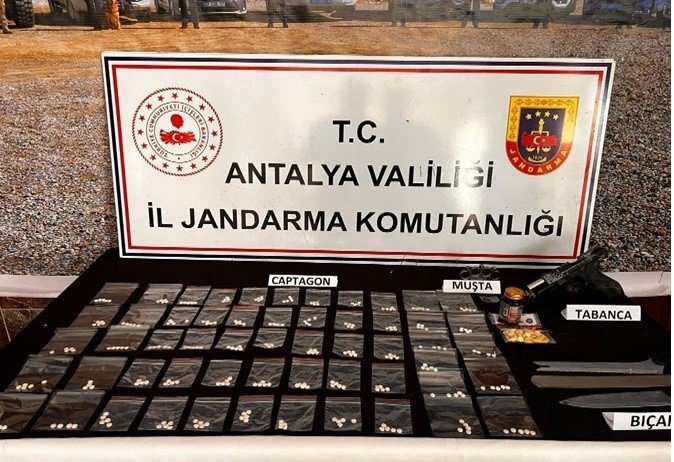 T.C.
ANTALYA VALİLİĞİ
İL JANDARMA KOMUTANLIĞI
JANDARMA
CAPTAGON
MUŞTA
TABANCA